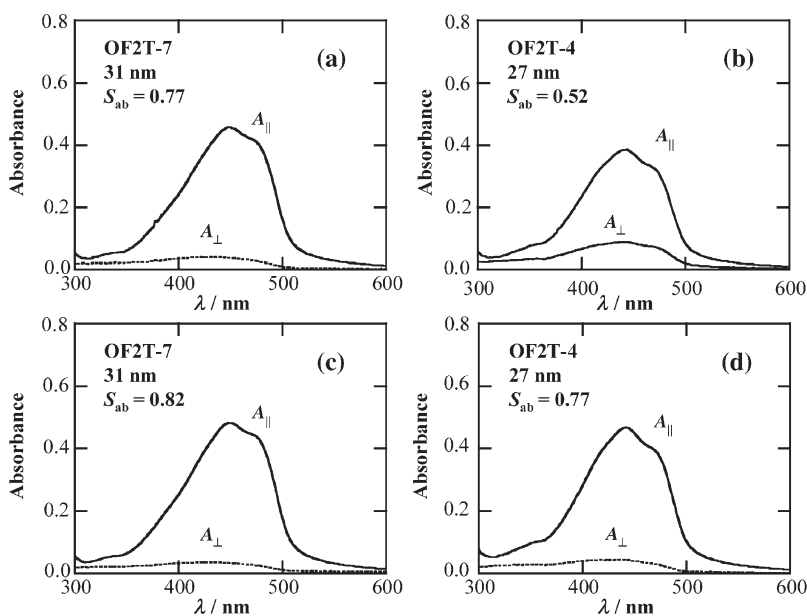 0.8
0.6
0.4
0.2
0.0
Absorbance
OF2T-7
31 nm
Sab = 0.77
(a)
A||
A⊥
300 400 500 600
λ / nm
0.8
0.6
0.4
0.2
0.0
Absorbance
OF2T-4
27 nm
Sab = 0.52
(b)
A||
A⊥
300 400 500 600
λ / nm
0.8
0.6
0.4
0.2
0.0
Absorbance
OF2T-7
31 nm
Sab = 0.82
(c)
A||
A⊥
300 400 500 600
λ / nm
0.8
0.6
0.4
0.2
0.0
Absorbance
OF2T-4
27 nm
Sab = 0.77
(d)
A||
A⊥
300 400 500 600
λ / nm